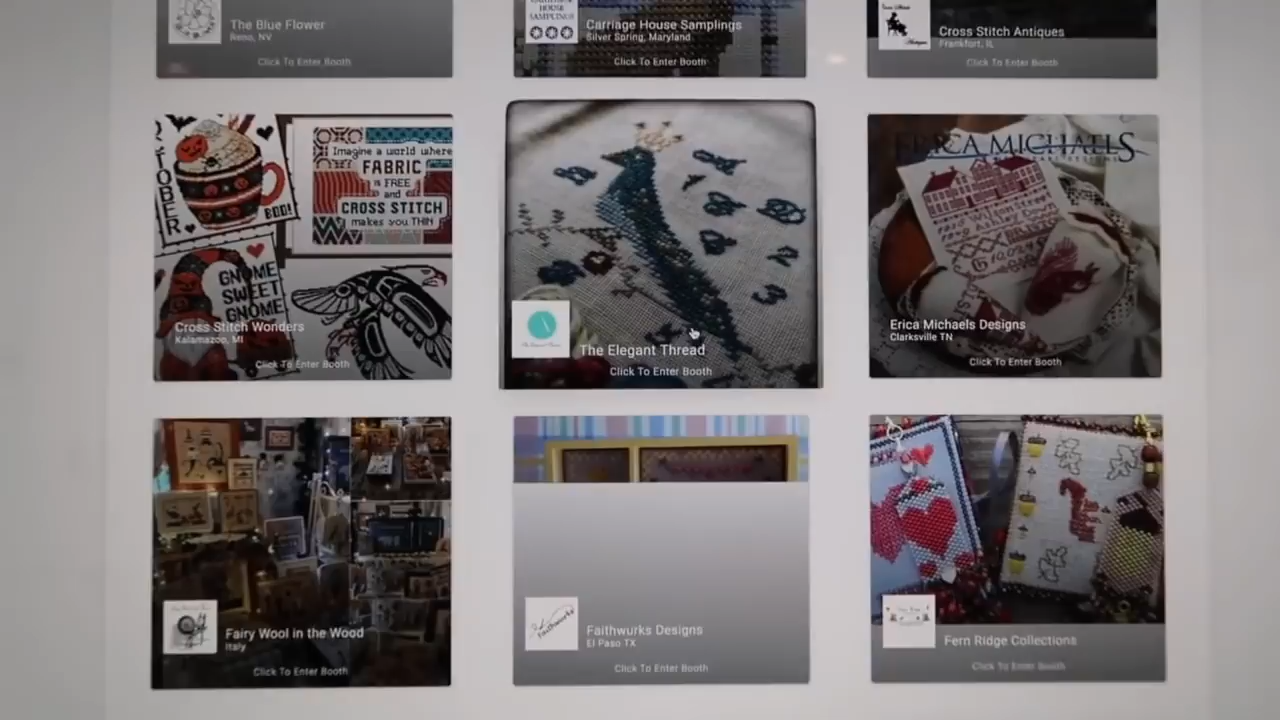 The Blue Flower
Reno, NV
Click To Enter Booth
HOUSE
SAMPLINGS
Carriage House Samplings
Silver Spring, Maryland
Click To Enter Booth
Cross Stitch Antiques
Frankfort, IL
Click To Enter Booth
TOBER
BOO!
Imagine a world where
FABRIC
is FREE
and
CROSS STITCH
makes you THIN
GNOME
SWEET
GNOME
Cross Stitch Wonders
Kalamazoo, MI
Click To Enter Booth
The Elegant Thread
Click To Enter Booth
ERICA MICHAELS
Erica Michaels Designs
Clarksville TN
Click To Enter Booth
Fairy Wool in the Wood
Italy
Click To Enter Booth
Faithwurks
Faithwurks Designs
El Paso TX
Click To Enter Booth
Fern Ridge Collections
Click To Enter Booth